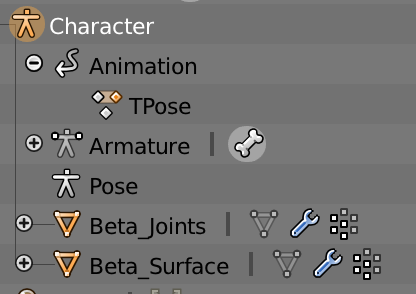 Character
Animation
TPose
Armature
Pose
Beta_Joints
Beta_Surface